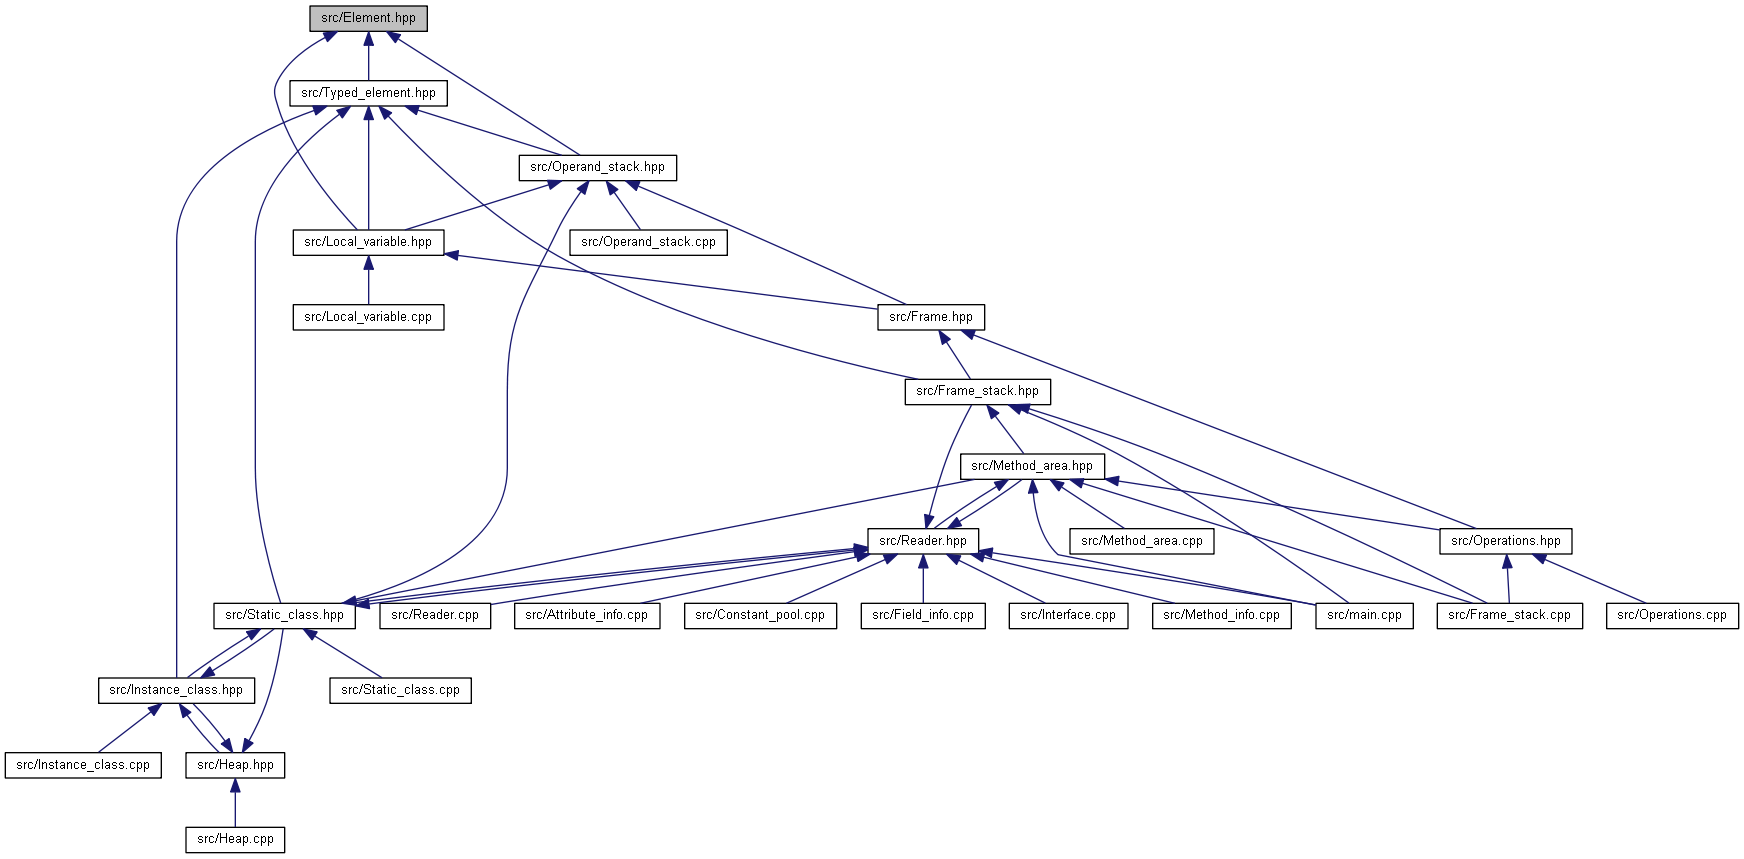 src/Element.hpp
src/Typed_element.hpp
src/Operand_stack.hpp
src/Local_variable.hpp
src/Operand_stack.cpp
src/Local_variable.cpp
src/Frame.hpp
src/Frame_stack.hpp
src/Method_area.hpp
src/Reader.hpp
src/Method_area.cpp
src/Operations.hpp
src/Static_class.hpp
src/Reader.cpp
src/Attribute_info.cpp
src/Constant_pool.cpp
src/Field_info.cpp
src/Interface.cpp
src/Method_info.cpp
src/main.cpp
src/Frame_stack.cpp
src/Operations.cpp
src/Instance_class.hpp
src/Static_class.cpp
src/Instance_class.cpp
src/Heap.hpp
src/Heap.cpp